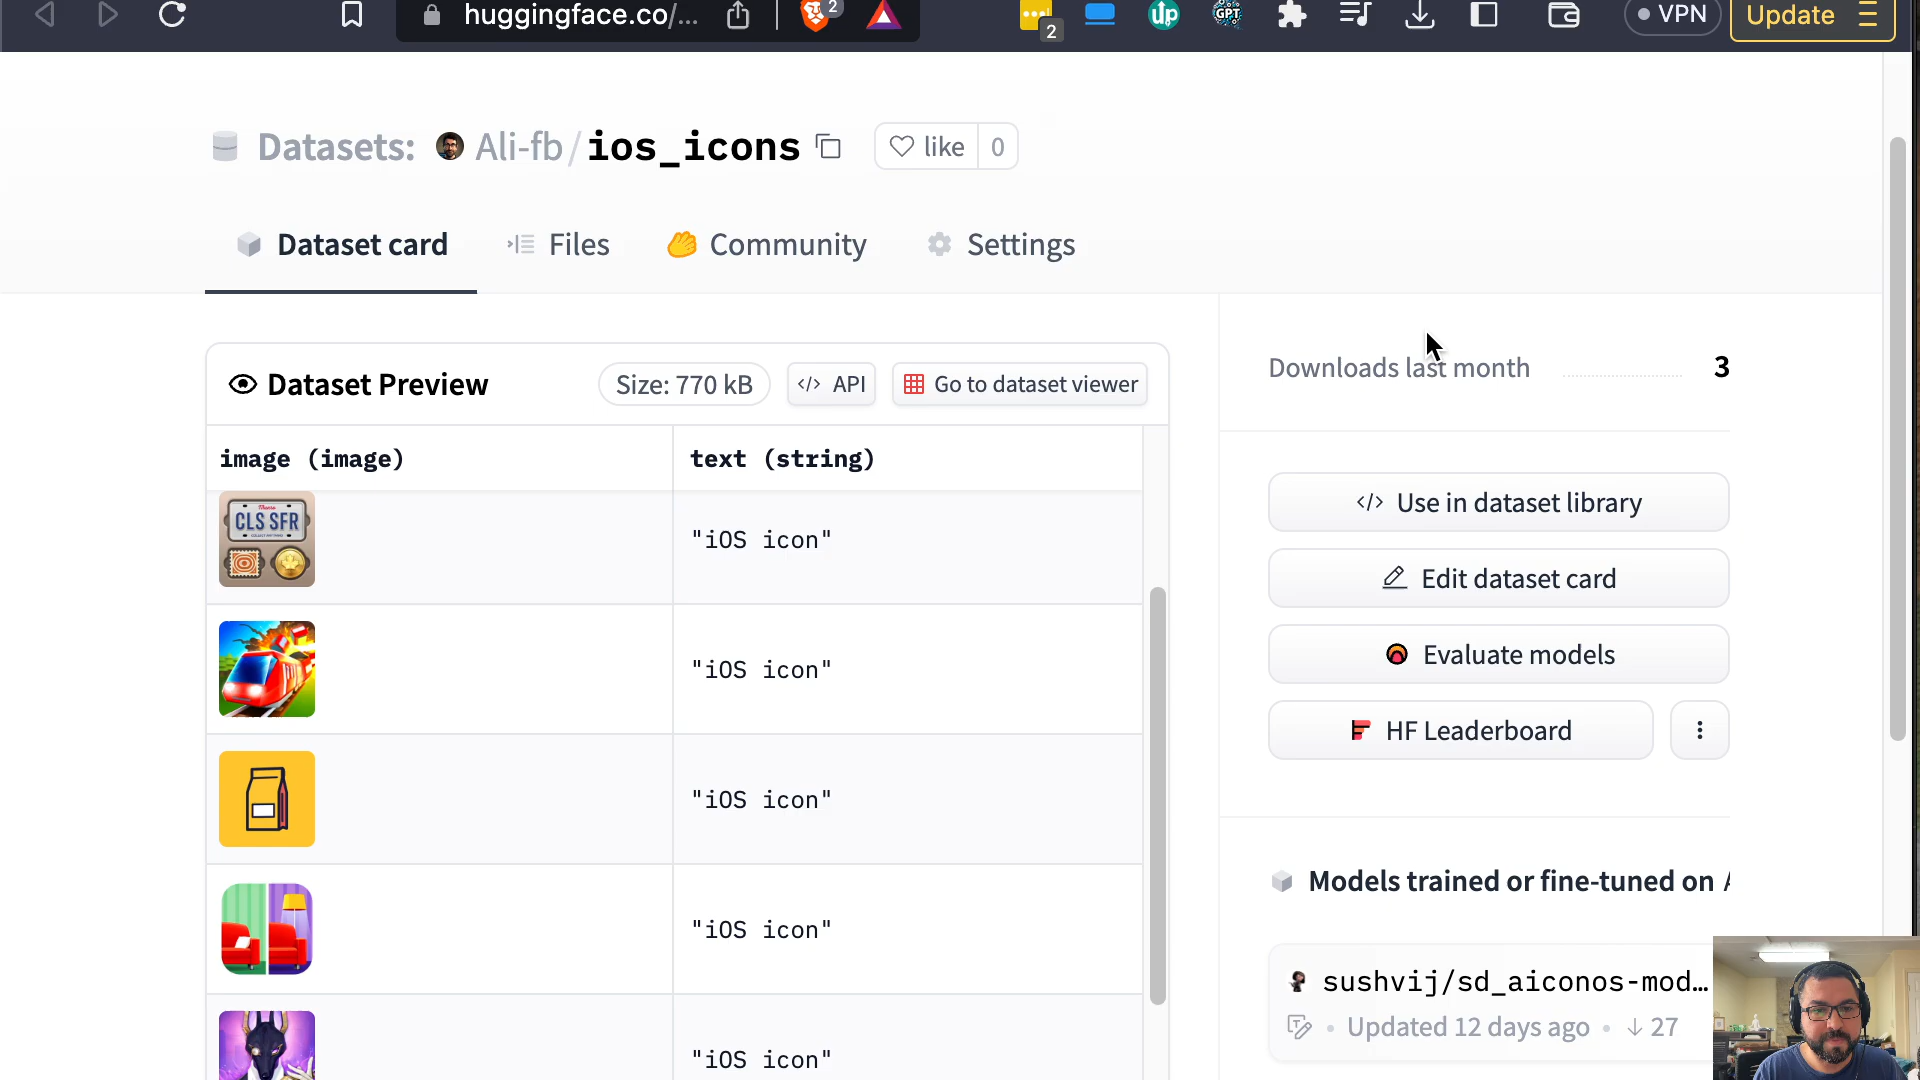 huggingface.co/...
2
up
GPT
2
VPN
Update
Datasets: Ali-fb/ios_icons
like 0
Dataset card
Files
Community
Settings
Dataset Preview
Size: 770 kB
</> API
Go to dataset viewer
Downloads last month 3
image (image)
text (string)
CLS SFR
"iOS icon"
"iOS icon"
"iOS icon"
"iOS icon"
"iOS icon"
</> Use in dataset library
Edit dataset card
Evaluate models
HF Leaderboard
Models trained or fine-tuned on
sushvij/sd_aiconos-mod...
• Updated 12 days ago • ↓ 27